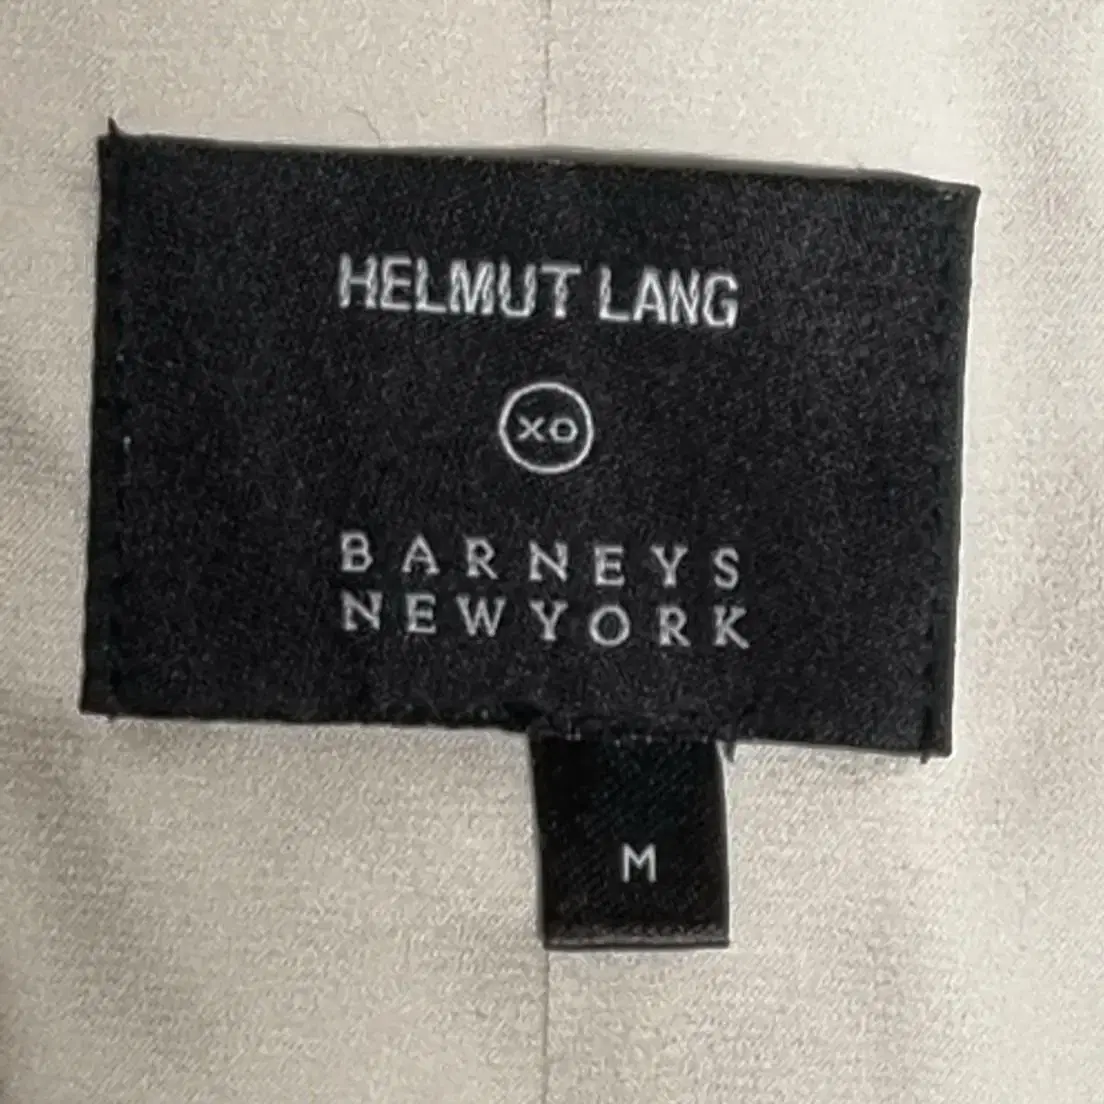 HELMUT LANG
XO
BARNEYS
NEWYORK
M